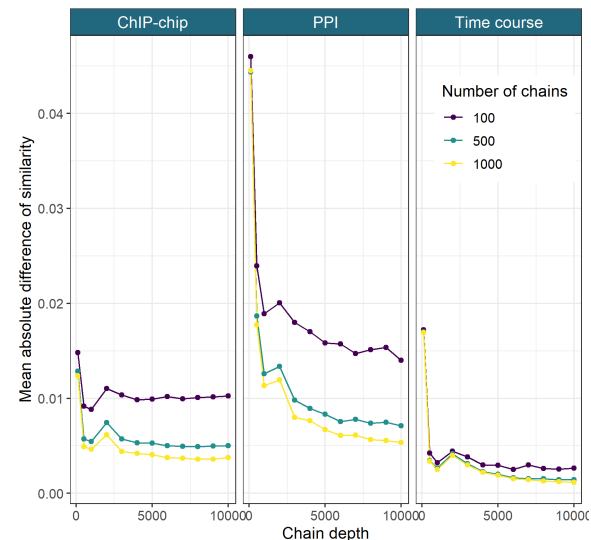 ChIP-chip PPI Time course
Mean absolute difference of similarity
0.04
0.03
0.02
0.01
0.00
Number of chains
100
500
1000
0 5000 10000 0 5000 10000 0 5000 10000
Chain depth